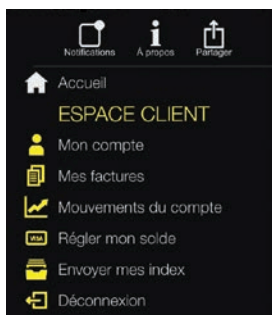 Notifications À propos Partager
Accueil
ESPACE CLIENT
Mon compte
Mes factures
Mouvements du compte
VISA Régler mon solde
Envoyer mes index
Déconnexion